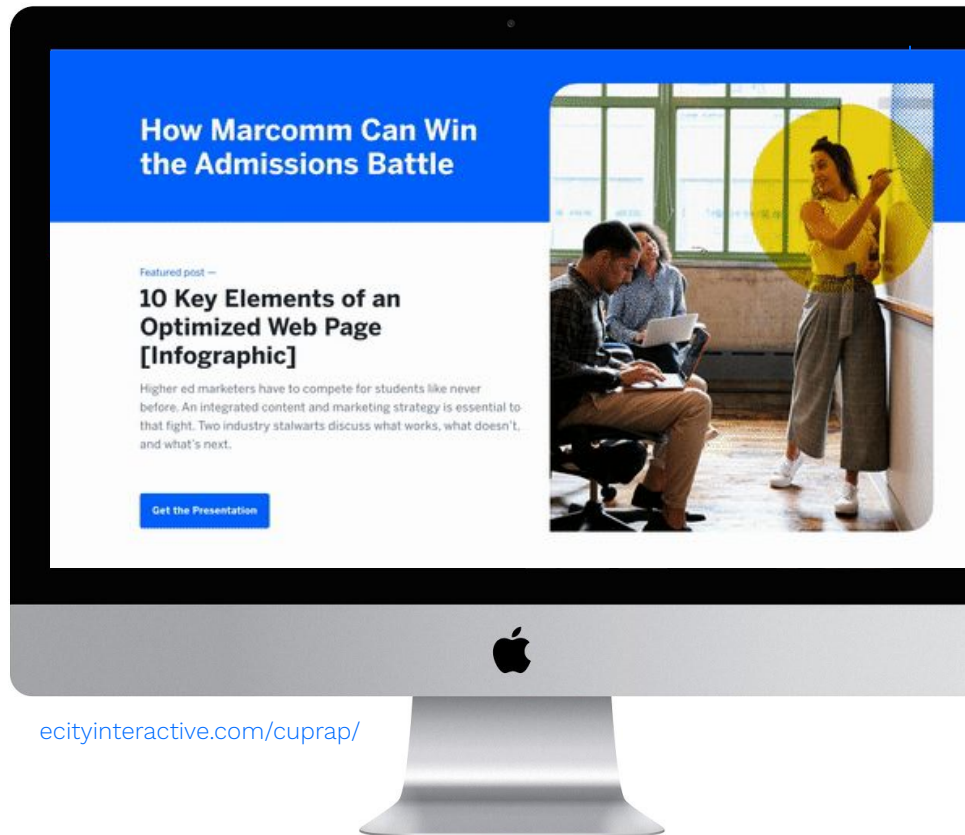 How Marcomm Can Win
the Admissions Battle
Featured post —
10 Key Elements of an
Optimized Web Page
[Infographic]
Higher ed marketers have to compete for students like never
before. An integrated content and marketing strategy is essential to
that fight. Two industry stalwarts discuss what works, what doesn't,
and what's next.
Get the Presentation
ecityinteractive.com/cuprap/